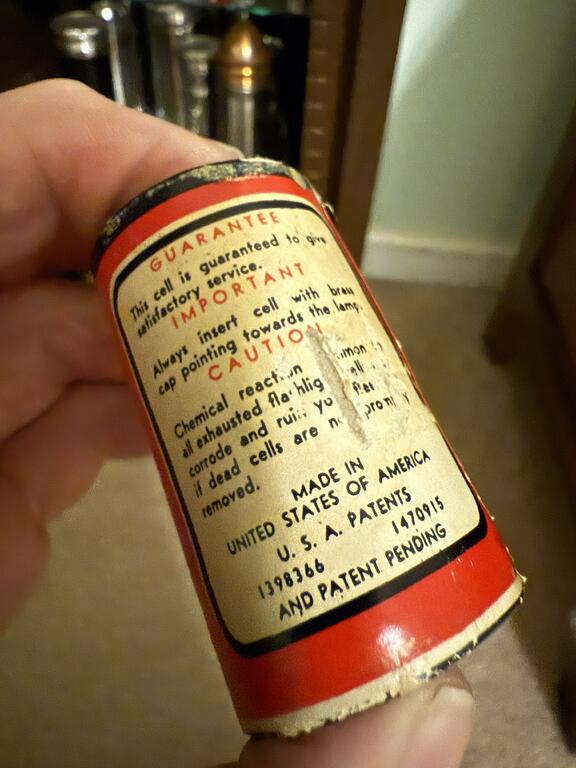 GUARANTEE
This cell is guaranteed to give
satisfactory service.
IMPORTANT
Always insert cell with brass
cap pointing towards the lamp.
CAUTION
Chemical reaction
all exhausted
corrode and ruin
if dead cells are
removed.
MADE IN
UNITED STATES OF AMERICA
U. S. A. PATENTS
1398366 1470915
AND PATENT PENDING